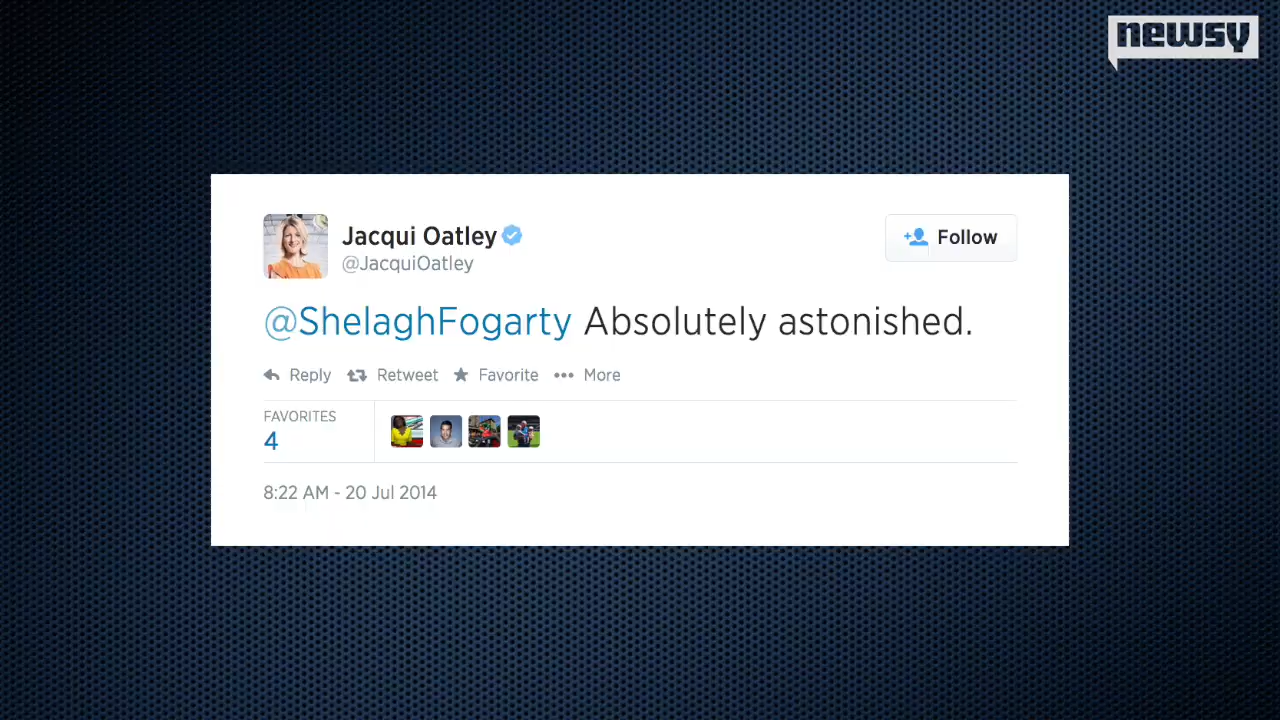 newsy
Jacqui Oatley
@JacquiOatley
Follow
@ShelaghFogarty Absolutely astonished.
Reply Retweet Favorite More
FAVORITES
4
8:22 AM - 20 Jul 2014